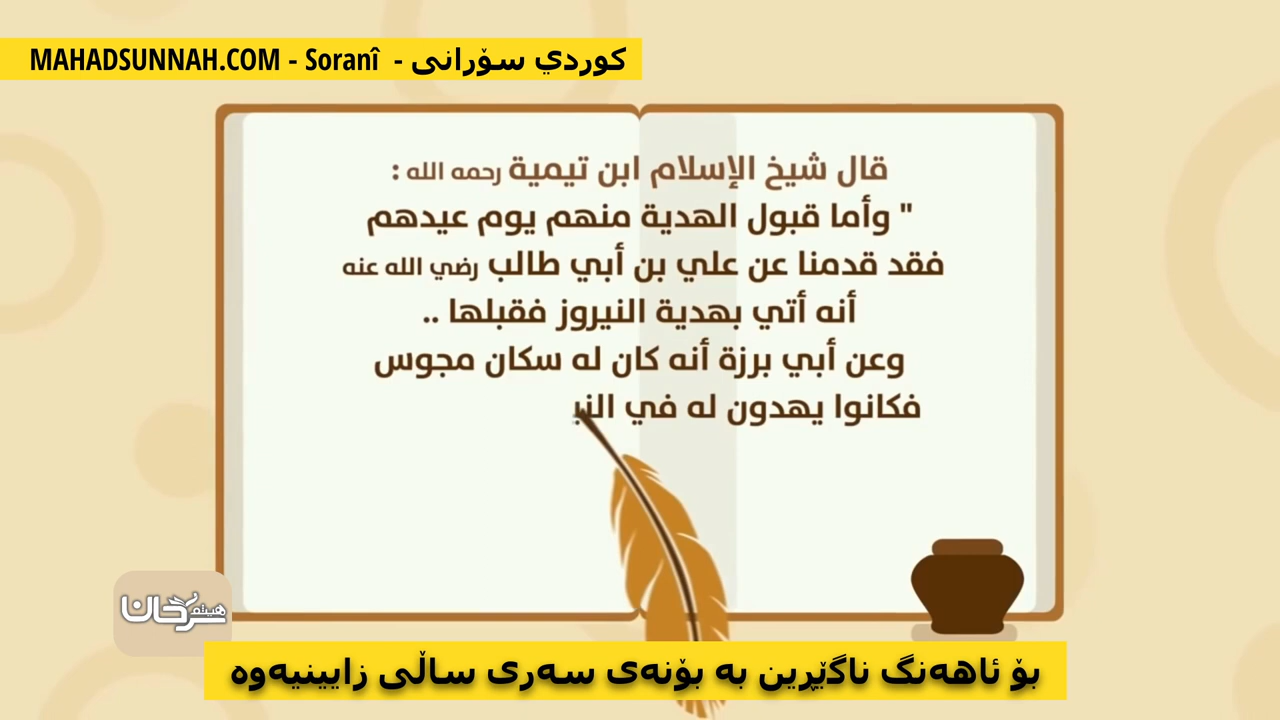 MAHADSUNNAH.COM - Soranî - كوردي سۆرانی
قال شيخ الإسلام ابن تيمية رحمه الله :
" وأما قبول الهدية منهم يوم عيدهم
فقد قدمنا عن علي بن أبي طالب رضي الله عنه
أنه أتي بهدية النيروز فقبلها ..
وعن أبي برزة أنه كان له سكان مجوس
فكانوا يهدون له في
بۆ ئاهەنگ ناگێڕین بە بۆنەی سەری ساڵی زایینیەوە